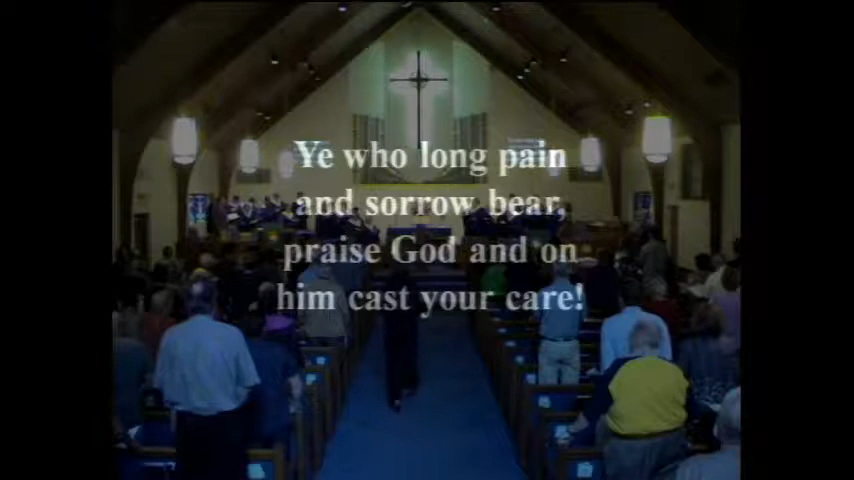 Ye who long pain
and sorrow bear,
praise God and on
him cast your care!